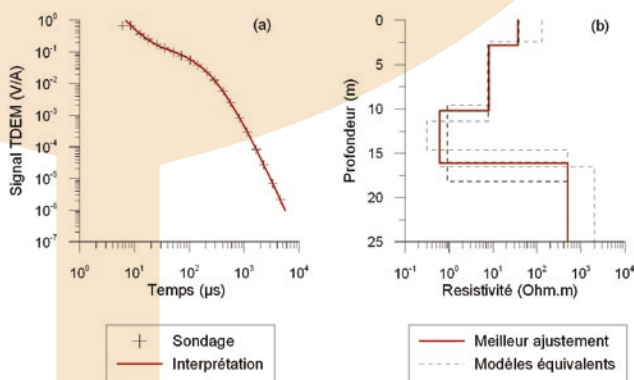 (a)
Signal TDEM (V/A)
10⁰
10⁻¹
10⁻²
10⁻³
10⁻⁴
10⁻⁵
10⁻⁶
10⁻⁷
10⁰ 10¹ 10² 10³ 10⁴
Temps (µs)
Sondage
Interprétation
(b)
Profondeur (m)
0
5
10
15
20
25
10⁻¹ 10⁰ 10¹ 10² 10³ 10⁴
Resistivité (Ohm.m)
Meilleur ajustement
Modèles équivalents